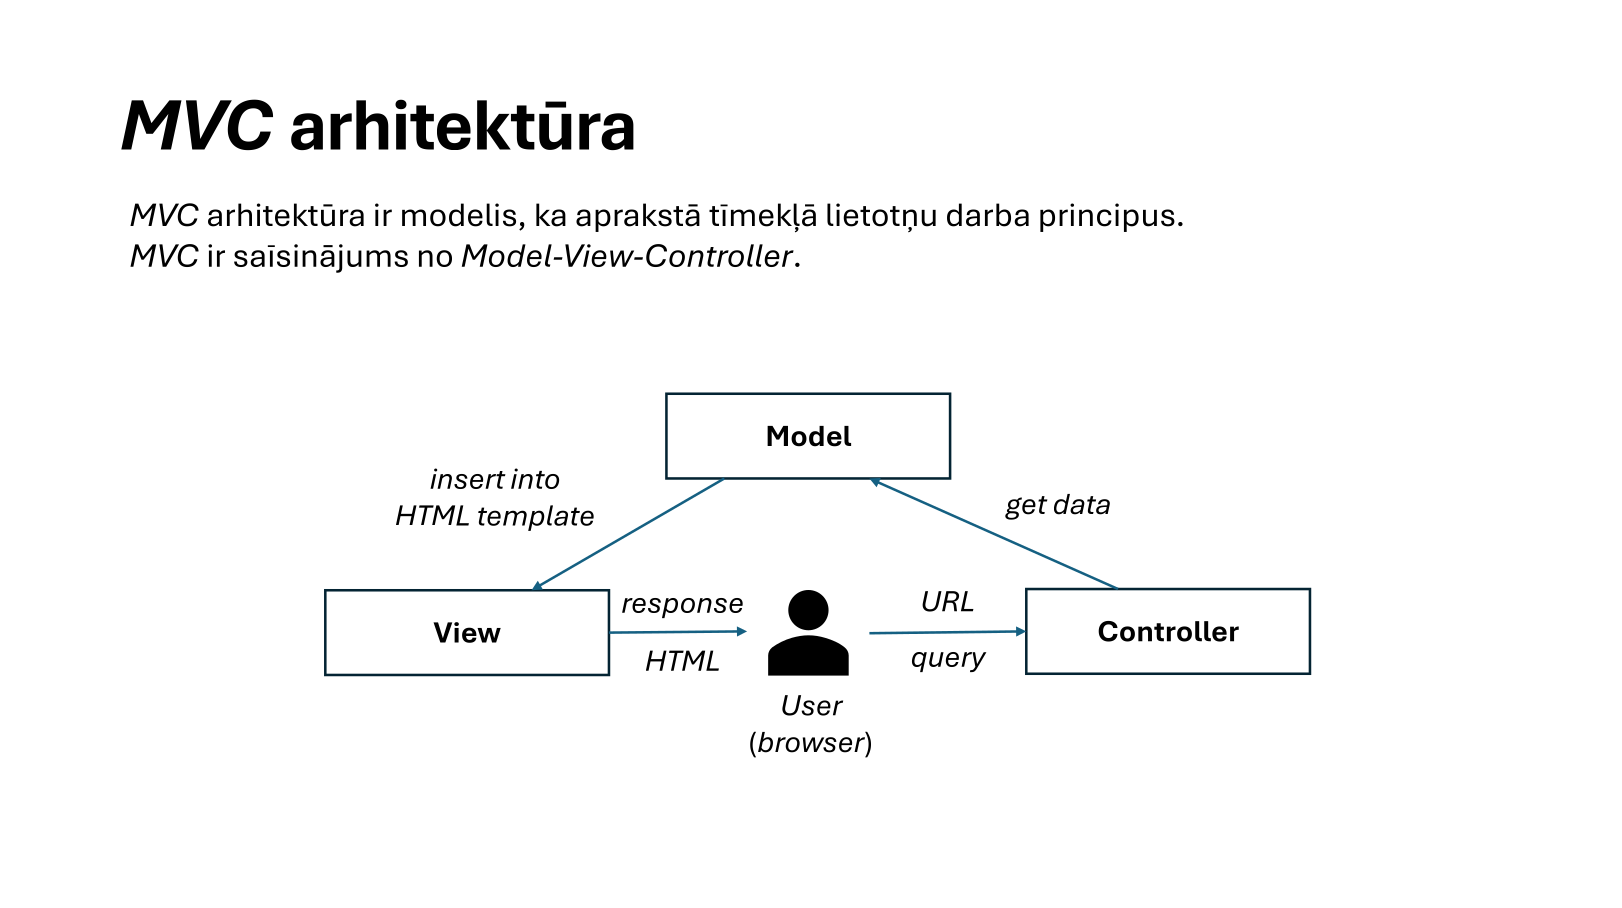 MVC arhitektūra
MVC arhitektūra ir modelis, ka aprakstā tīmekļā lietotņu darba principus.
MVC ir saīsinājums no Model-View-Controller.
Model
insert into
HTML template
get data
View
response
HTML
User
(browser)
URL
query
Controller